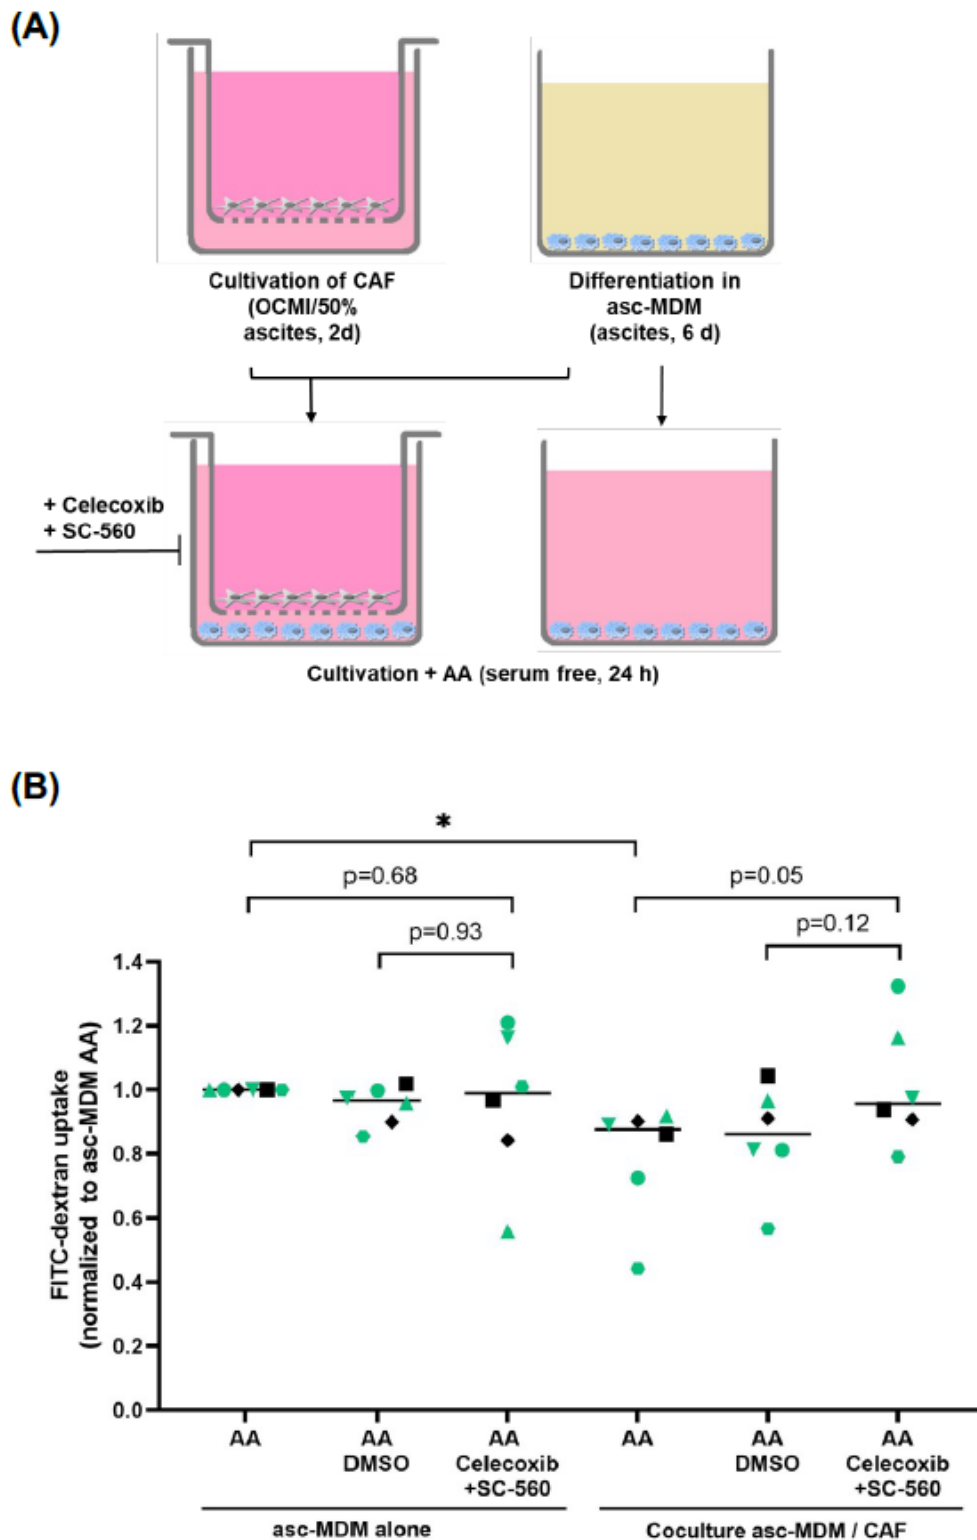 (A)
Cultivation of CAF
(OCMI/50%
ascites, 2d)
Differentiation in
asc-MDM
(ascites, 6 d)
+ Celecoxib
+ SC-560
Cultivation + AA (serum free, 24 h)
(B)
*
p=0.68
p=0.05
p=0.93
p=0.12
FITC-dextran uptake
(normalized to asc-MDM AA)
1.4
1.2
1.0
0.8
0.6
0.4
0.2
0.0
AA
AA
DMSO
AA
Celecoxib
+SC-560
AA
AA
DMSO
AA
Celecoxib
+SC-560
asc-MDM alone
Coculture asc-MDM / CAF